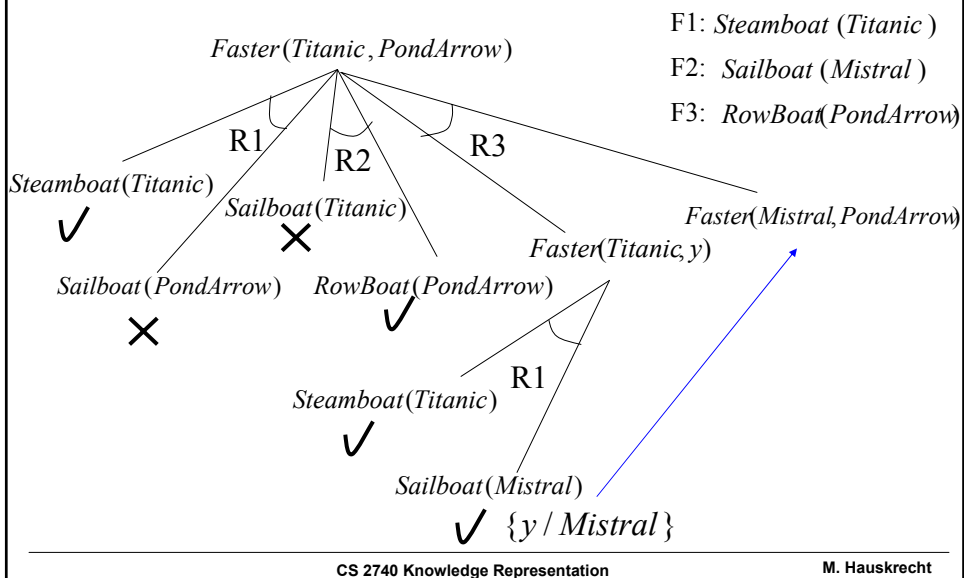 F1: Steamboat (Titanic )
Faster(Titanic, PondArrow)
F2: Sailboat (Mistral )
F3: RowBoat(PondArrow)
R1
R2
R3
Steamboat(Titanic)
Sailboat(Titanic)
Faster(Mistral, PondArrow)
Faster(Titanic, y)
Sailboat(PondArrow)
RowBoat(PondArrow)
R1
Steamboat(Titanic)
Sailboat(Mistral)
{y / Mistral}
CS 2740 Knowledge Representation
M. Hauskrecht